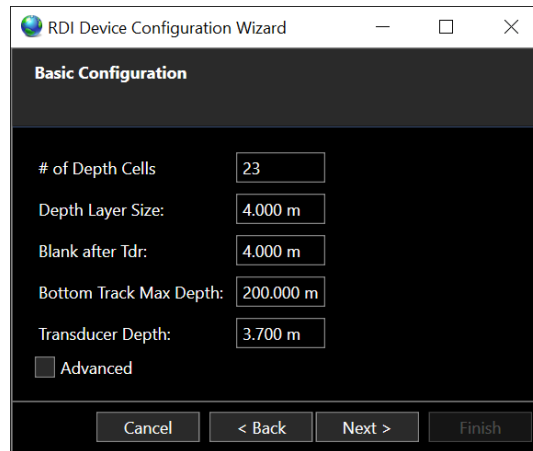 RDI Device Configuration Wizard
Basic Configuration
# of Depth Cells 23
Depth Layer Size: 4.000 m
Blank after Tdr: 4.000 m
Bottom Track Max Depth: 200.000 m
Transducer Depth: 3.700 m
Advanced
Cancel < Back Next > Finish